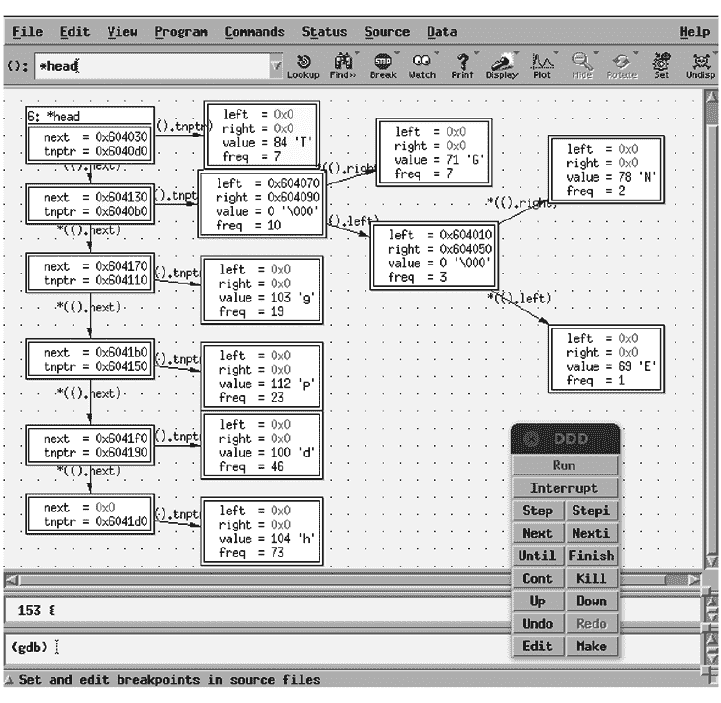 File Edit View Program Commands Status Source Data Help
(): *head
Lookup Find>> Break Watch Print Display Plot Hide Rotate Set Undisp
6: *head
next = 0x604030
tnptr = 0x6040d0
().tnptr)
left = 0x0
right = 0x0
value = 84 'T'
freq = 7
*(().next)
next = 0x604130
tnptr = 0x6040b0
().tnpt
left = 0x604070
right = 0x604090
value = 0 '\000'
freq = 10
*(().right)
left = 0x0
right = 0x0
value = 71 'G'
freq = 7
().left)
left = 0x604010
right = 0x604050
value = 0 '\000'
freq = 3
*(().right)
left = 0x0
right = 0x0
value = 78 'N'
freq = 2
*(().left)
left = 0x0
right = 0x0
value = 69 'E'
freq = 1
*(().next)
next = 0x604170
tnptr = 0x604110
().tnpt
left = 0x0
right = 0x0
value = 103 'g'
freq = 19
*(().next)
next = 0x6041b0
tnptr = 0x604150
().tnpt
left = 0x0
right = 0x0
value = 112 'p'
freq = 23
*(().next)
next = 0x6041f0
tnptr = 0x604190
().tnpt
left = 0x0
right = 0x0
value = 100 'd'
freq = 46
*(().next)
next = 0x0
tnptr = 0x6041d0
().tnpt
left = 0x0
right = 0x0
value = 104 'h'
freq = 73
DDD
Run
Interrupt
Step Stepi
Next Nexti
Until Finish
Cont Kill
Up Down
Undo Redo
Edit Make
153 {
(gdb)
Set and edit breakpoints in source files